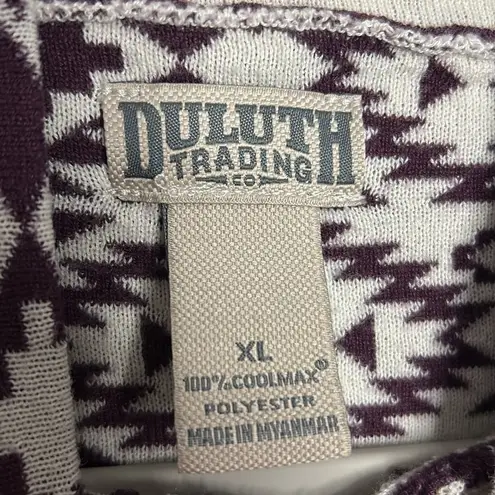 DULUTH
TRADING
CO
XL
100% COOLMAX®
POLYESTER
MADE IN MYANMAR